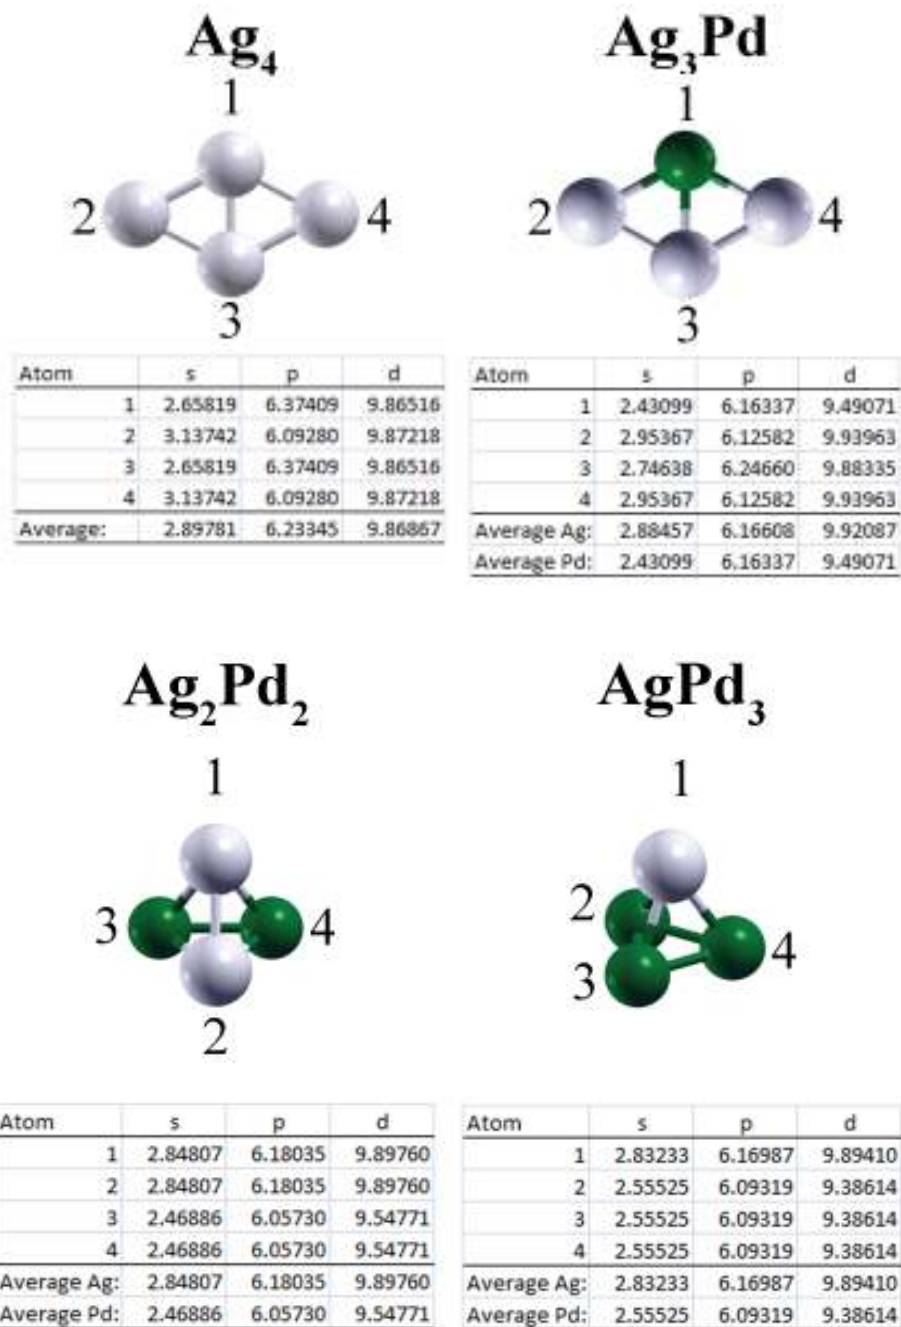 Ag₄
1
2
4
3
Atom s p d
1 2.65819 6.37409 9.86516
2 3.13742 6.09280 9.87218
3 2.65819 6.37409 9.86516
4 3.13742 6.09280 9.87218
Average: 2.89781 6.23345 9.86867
Ag₃Pd
1
2
4
3
Atom s p d
1 2.43099 6.16337 9.49071
2 2.95367 6.12582 9.93963
3 2.74638 6.24660 9.88335
4 2.95367 6.12582 9.93963
Average Ag: 2.88457 6.16608 9.92087
Average Pd: 2.43099 6.16337 9.49071
Ag₂Pd₂
1
3
4
2
Atom s p d
1 2.84807 6.18035 9.89760
2 2.84807 6.18035 9.89760
3 2.46886 6.05730 9.54771
4 2.46886 6.05730 9.54771
Average Ag: 2.84807 6.18035 9.89760
Average Pd: 2.46886 6.05730 9.54771
AgPd₃
1
2
4
3
Atom s p d
1 2.83233 6.16987 9.89410
2 2.55525 6.09319 9.38614
3 2.55525 6.09319 9.38614
4 2.55525 6.09319 9.38614
Average Ag: 2.83233 6.16987 9.89410
Average Pd: 2.55525 6.09319 9.38614